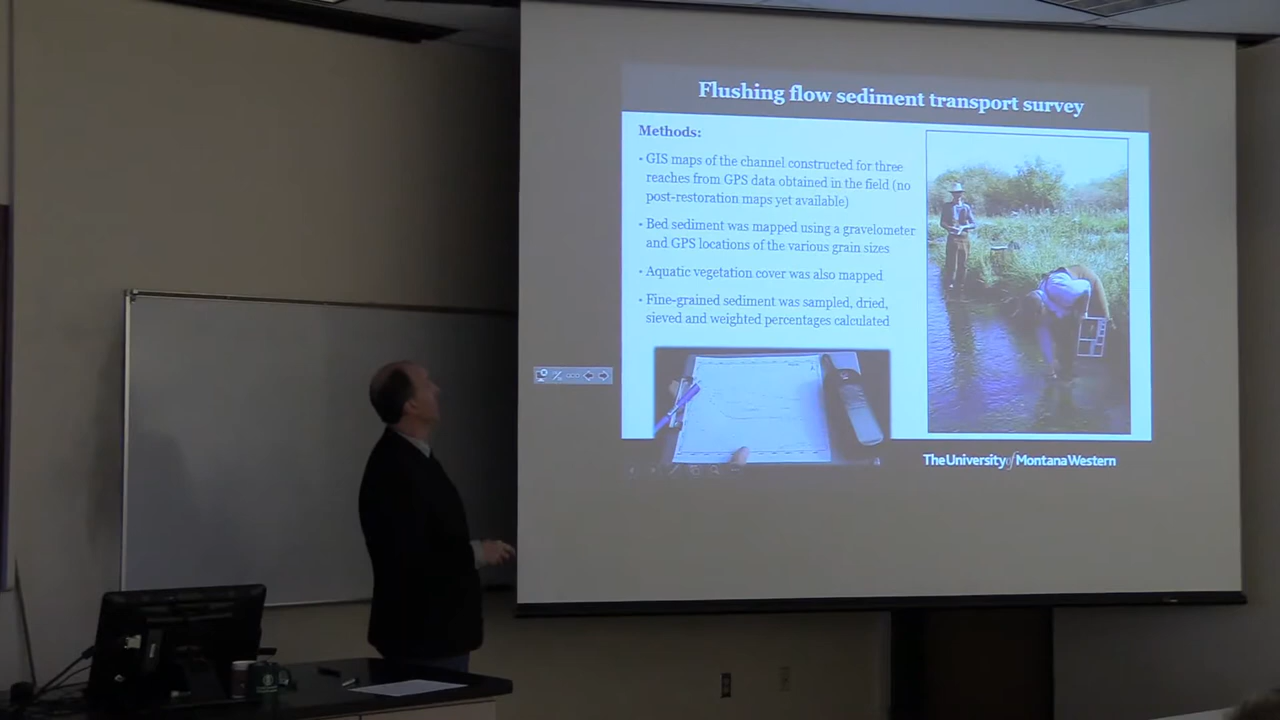 Flushing flow sediment transport survey
Methods:
• GIS maps of the channel constructed for three
reaches from GPS data obtained in the field (no
post-restoration maps yet available)
• Bed sediment was mapped using a gravelometer
and GPS locations of the various grain sizes
• Aquatic vegetation cover was also mapped
• Fine-grained sediment was sampled, dried,
sieved and weighted percentages calculated
The University of Montana Western